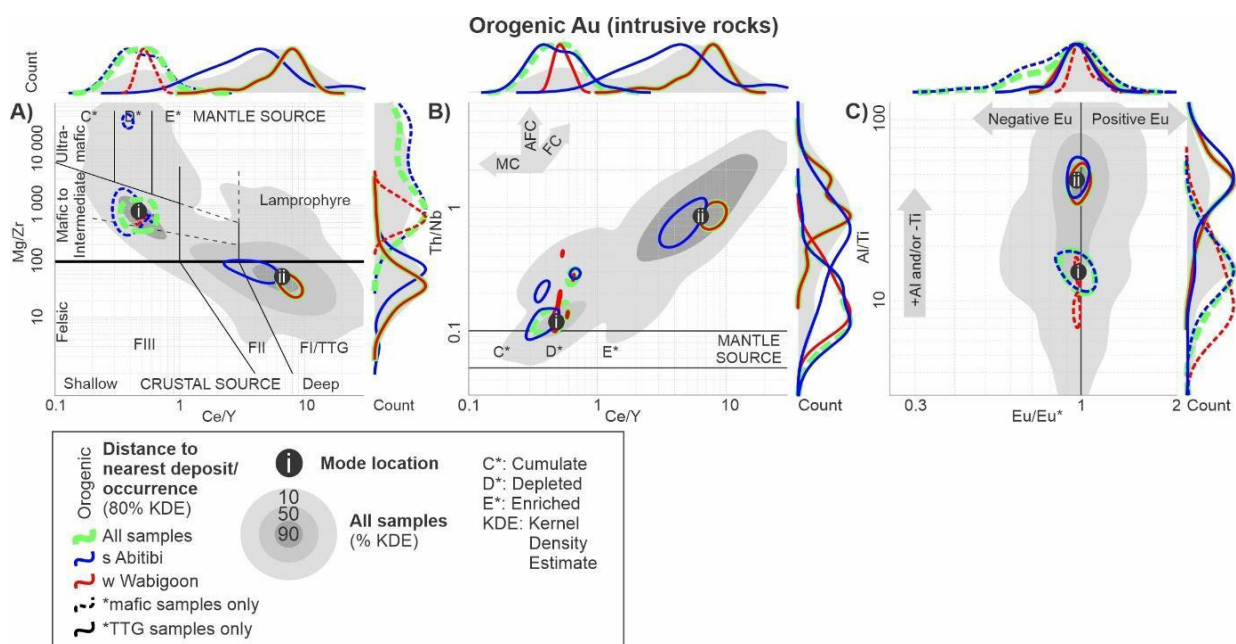 Orogenic Au (intrusive rocks)
Count
A)
C*
D*
E*
MANTLE SOURCE
Ultra-
mafic
Mafic to
Intermediate
Felsic
Lamprophyre
i
ii
FIII
FII
FI/TTG
Shallow
CRUSTAL SOURCE
Deep
Mg/Zr
10 000
1 000
100
10
0.1
1
10
Ce/Y
Count
B)
AFC
FC
MC
i
ii
C*
D*
E*
MANTLE
SOURCE
Th/Nb
1
0.1
0.1
1
10
Ce/Y
Count
C)
Negative Eu
Positive Eu
+Al and/or -Ti
ii
i
Al/Ti
100
10
0.3
1
2
Eu/Eu*
Count
Orogenic
Distance to
nearest deposit/
occurrence
(80% KDE)
All samples
s Abitibi
w Wabigoon
*mafic samples only
*TTG samples only
i
Mode location
10
50
90
All samples
(% KDE)
C*: Cumulate
D*: Depleted
E*: Enriched
KDE: Kernel
Density
Estimate